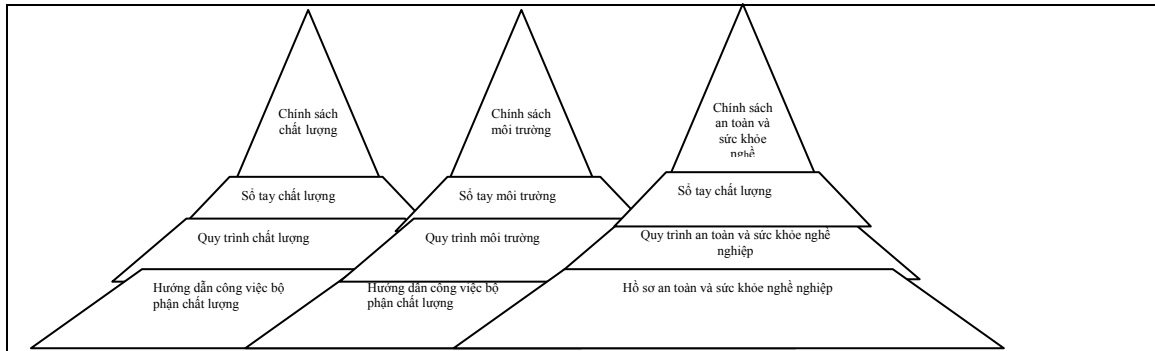 Chính sách
chất lượng
Chính sách
môi trường
Chính sách
an toàn và
sức khỏe
nghề
Sổ tay chất lượng
Sổ tay môi trường
Sổ tay chất lượng
Quy trình chất lượng
Quy trình môi trường
Quy trình an toàn và sức khỏe nghề
nghiệp
Hướng dẫn công việc bộ
phận chất lượng
Hướng dẫn công việc bộ
phận chất lượng
Hồ sơ an toàn và sức khỏe nghề nghiệp